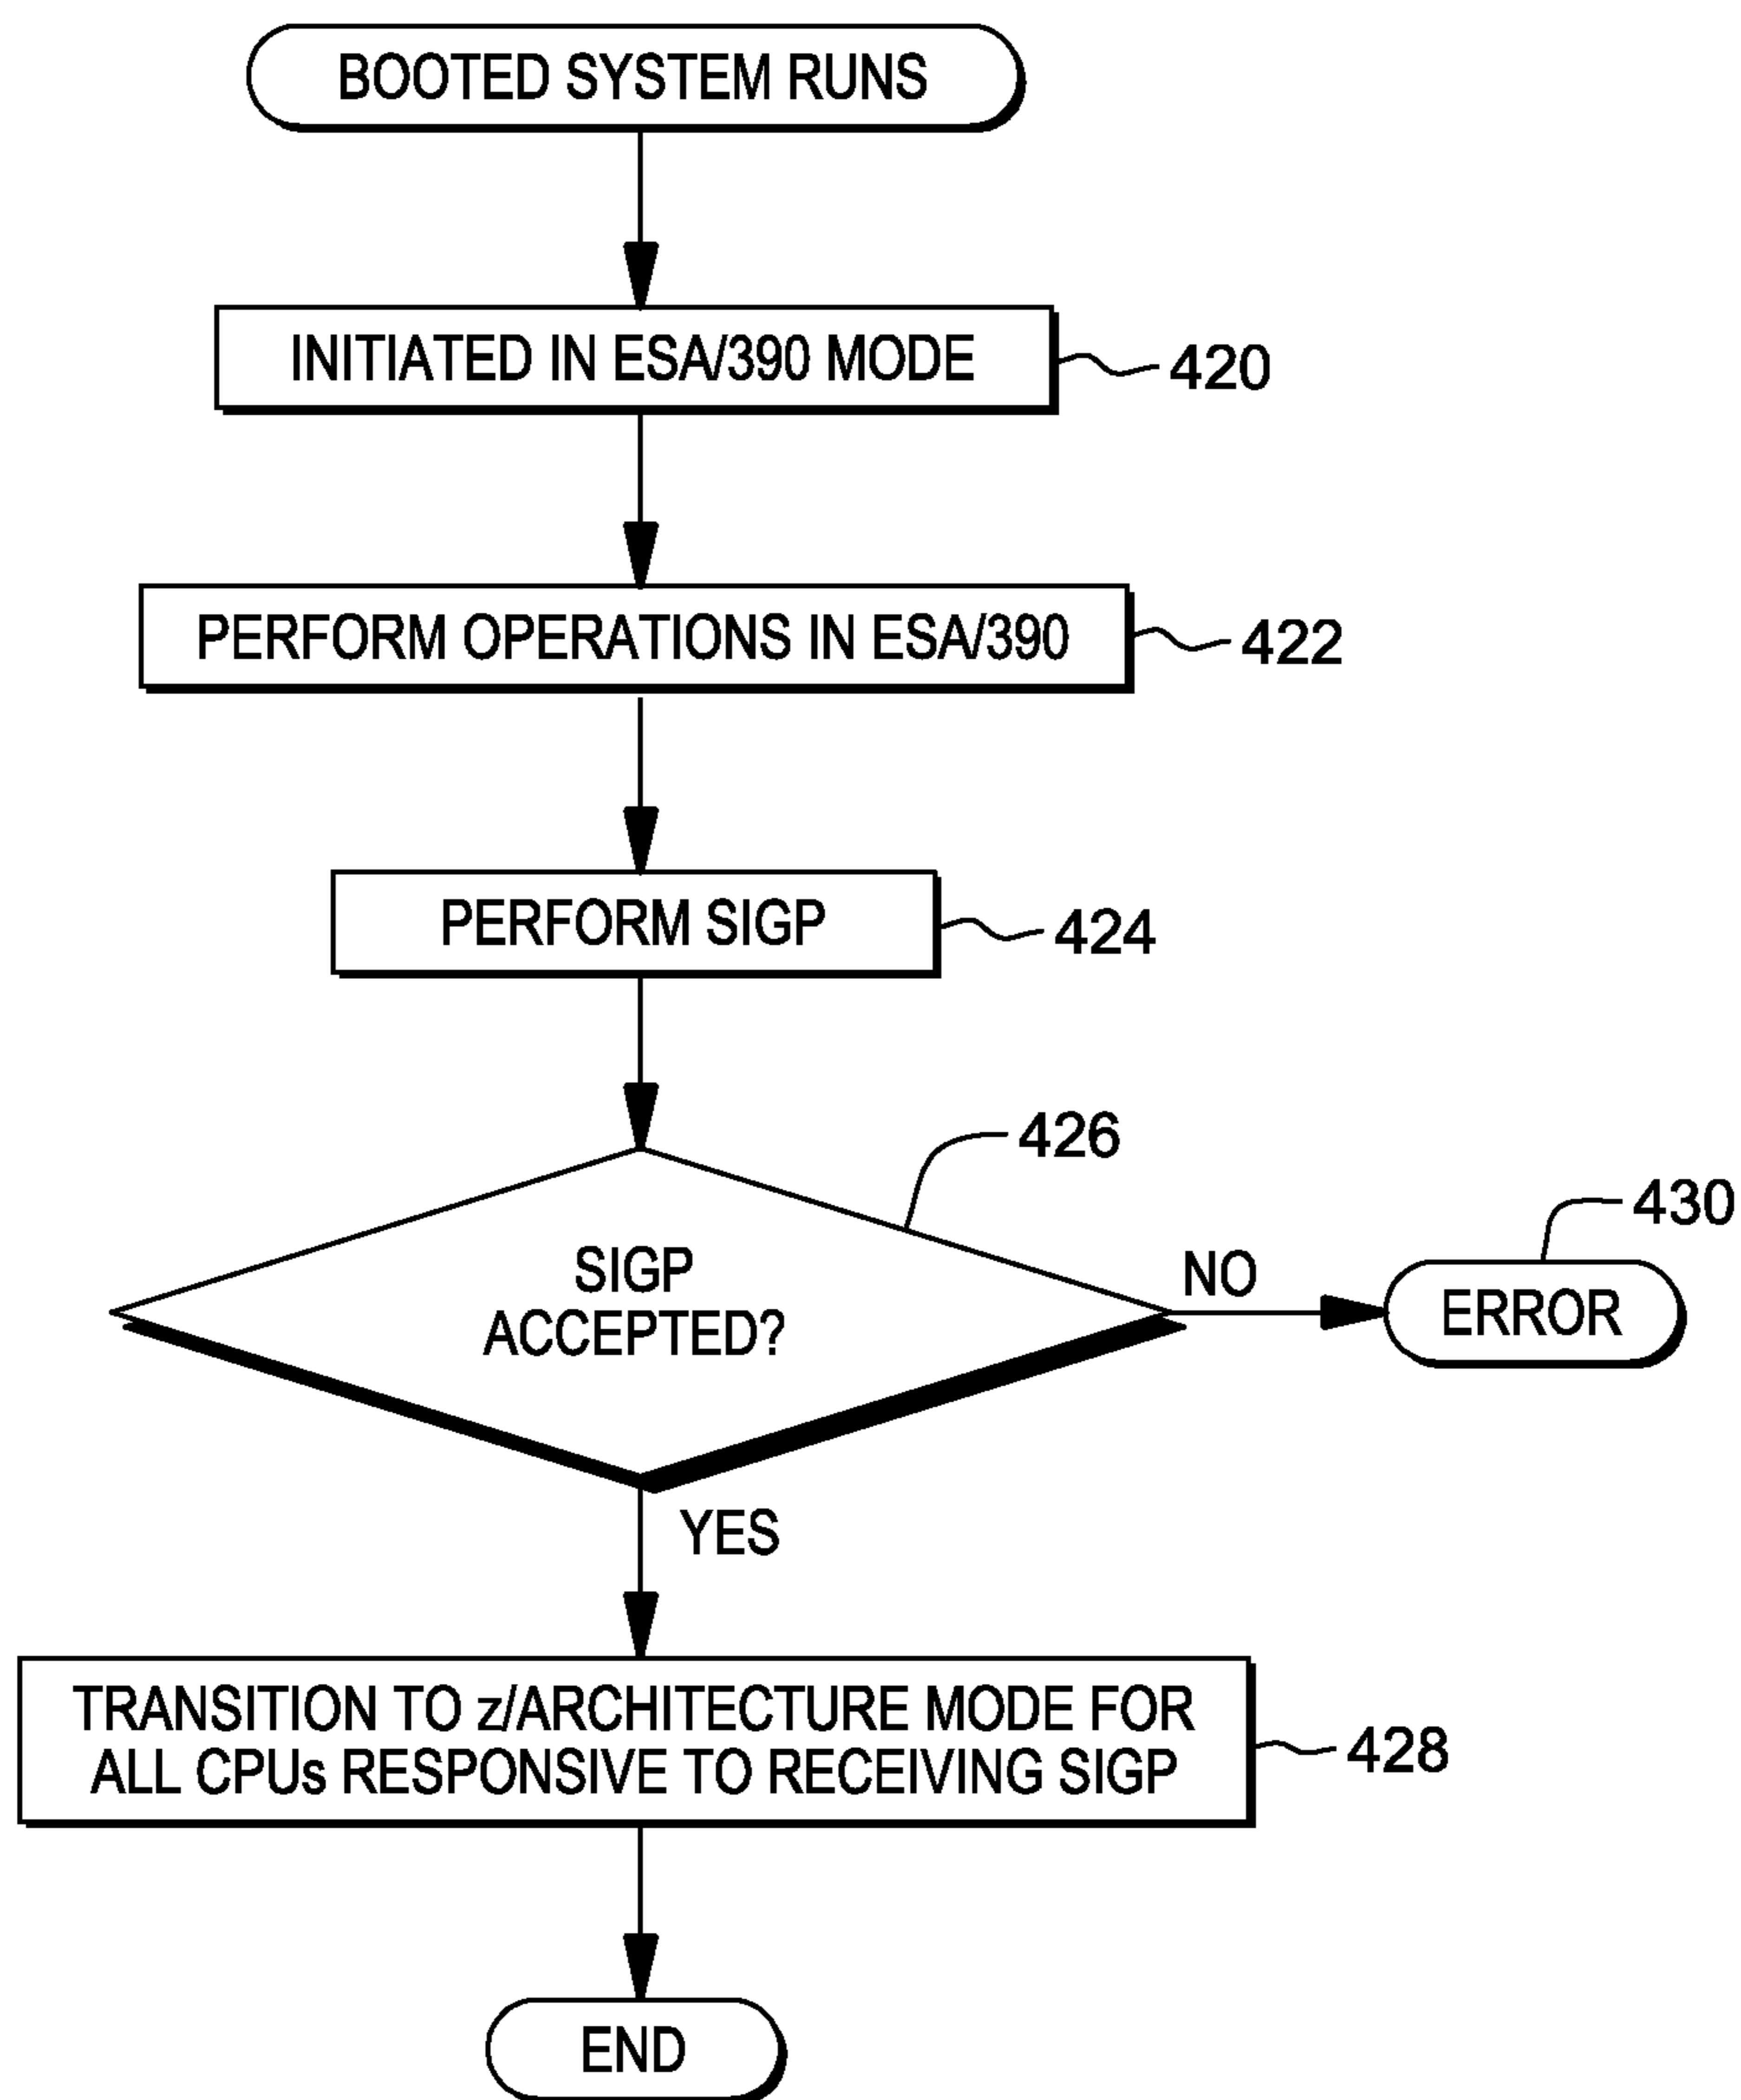 BOOTED SYSTEM RUNS
INITIATED IN ESA/390 MODE
420
PERFORM OPERATIONS IN ESA/390
422
PERFORM SIGP
424
426
SIGP
ACCEPTED?
NO
430
ERROR
YES
TRANSITION TO z/ARCHITECTURE MODE FOR
ALL CPUs RESPONSIVE TO RECEIVING SIGP
428
END